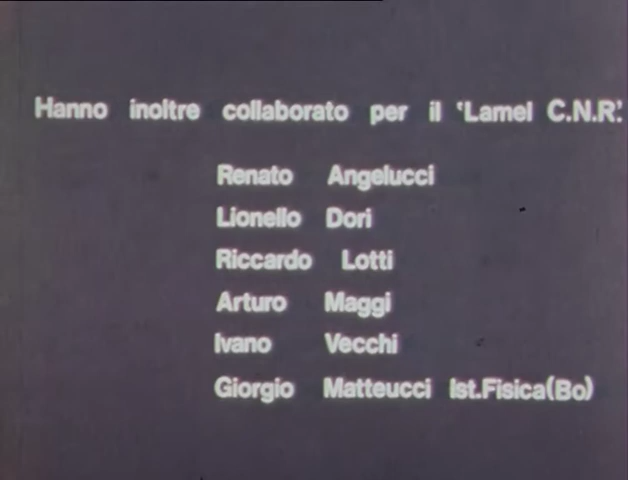 Hanno inoltre collaborato per il 'Lamel C.N.R.'
Renato Angelucci
Lionello Dori
Riccardo Lotti
Arturo Maggi
Ivano Vecchi
Giorgio Matteucci Ist.Fisica(Bo)